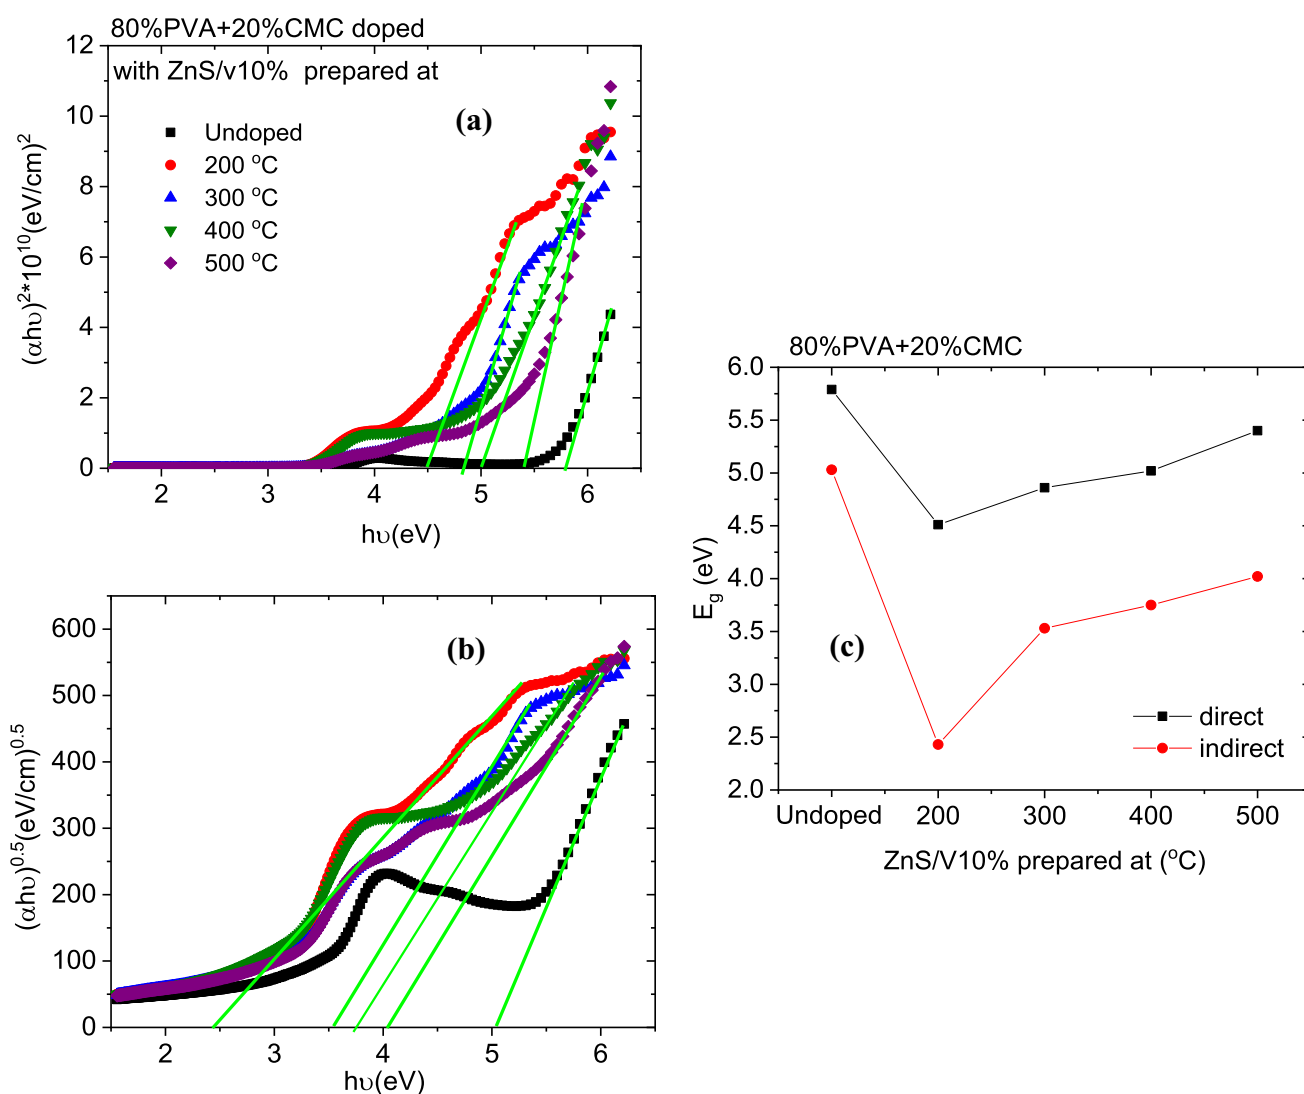 80%PVA+20%CMC doped
with ZnS/v10% prepared at
(a)
Undoped
200 °C
300 °C
400 °C
500 °C
12
10
8
6
4
2
0
(αhυ)²*10¹⁰(eV/cm)²
2 3 4 5 6
hυ(eV)
(b)
600
500
400
300
200
100
0
(αhυ)⁰·⁵(eV/cm)⁰·⁵
2 3 4 5 6
hυ(eV)
80%PVA+20%CMC
6.0
5.5
5.0
4.5
4.0
3.5
3.0
2.5
2.0
E_g (eV)
(c)
direct
indirect
Undoped 200 300 400 500
ZnS/V10% prepared at (°C)